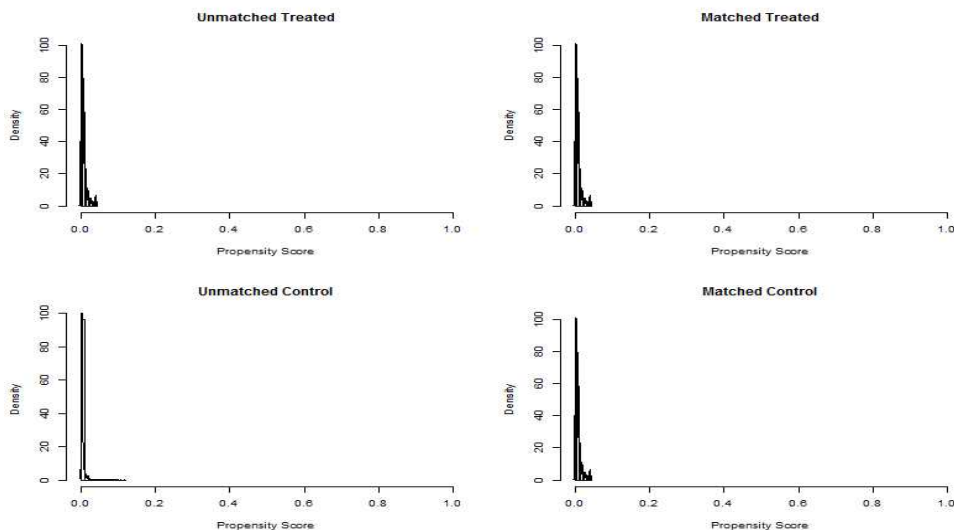 Unmatched Treated
Density
0 20 40 60 80 100
0.0 0.2 0.4 0.6 0.8 1.0
Propensity Score
Matched Treated
Density
0 20 40 60 80 100
0.0 0.2 0.4 0.6 0.8 1.0
Propensity Score
Unmatched Control
Density
0 20 40 60 80 100
0.0 0.2 0.4 0.6 0.8 1.0
Propensity Score
Matched Control
Density
0 20 40 60 80 100
0.0 0.2 0.4 0.6 0.8 1.0
Propensity Score